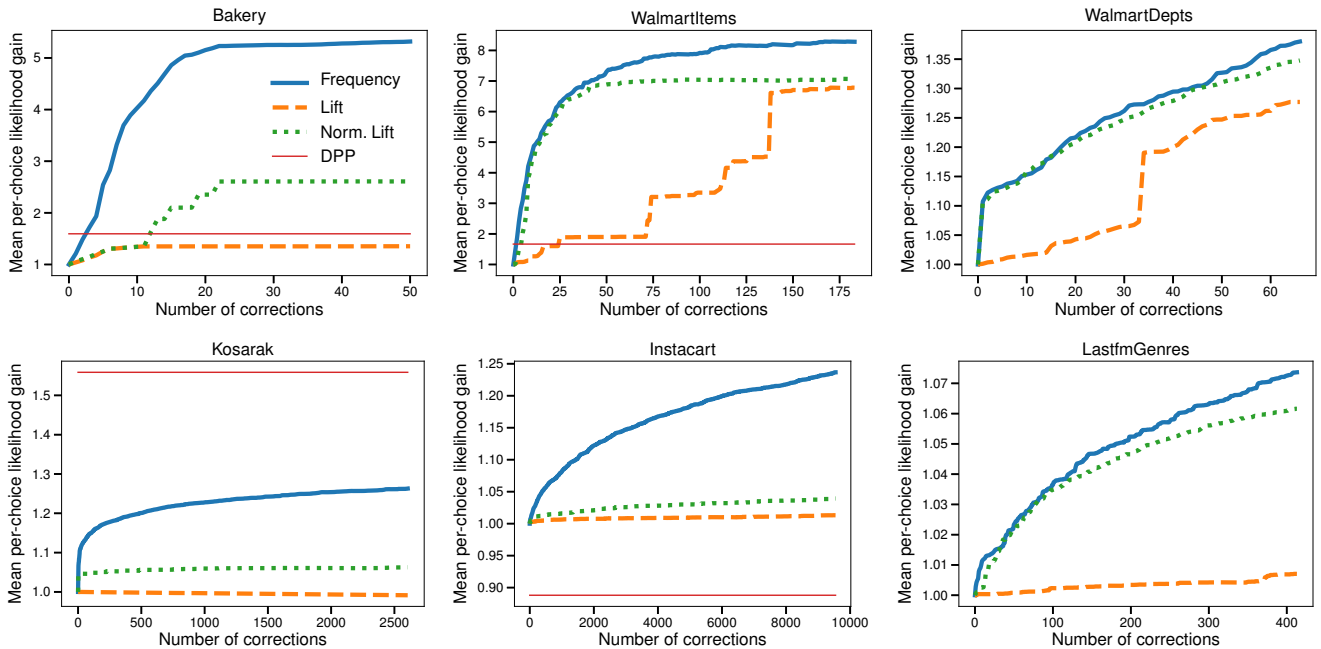 Bakery
Mean per-choice likelihood gain
5
4
3
2
1
Frequency
Lift
Norm. Lift
DPP
0 10 20 30 40 50
Number of corrections
WalmartItems
Mean per-choice likelihood gain
8
7
6
5
4
3
2
1
0 25 50 75 100 125 150 175
Number of corrections
WalmartDepts
Mean per-choice likelihood gain
1.35
1.30
1.25
1.20
1.15
1.10
1.05
1.00
0 10 20 30 40 50 60
Number of corrections
Kosarak
Mean per-choice likelihood gain
1.5
1.4
1.3
1.2
1.1
1.0
0 500 1000 1500 2000 2500
Number of corrections
Instacart
Mean per-choice likelihood gain
1.25
1.20
1.15
1.10
1.05
1.00
0.95
0.90
0 2000 4000 6000 8000 10000
Number of corrections
LastfmGenres
Mean per-choice likelihood gain
1.07
1.06
1.05
1.04
1.03
1.02
1.01
1.00
0 100 200 300 400
Number of corrections